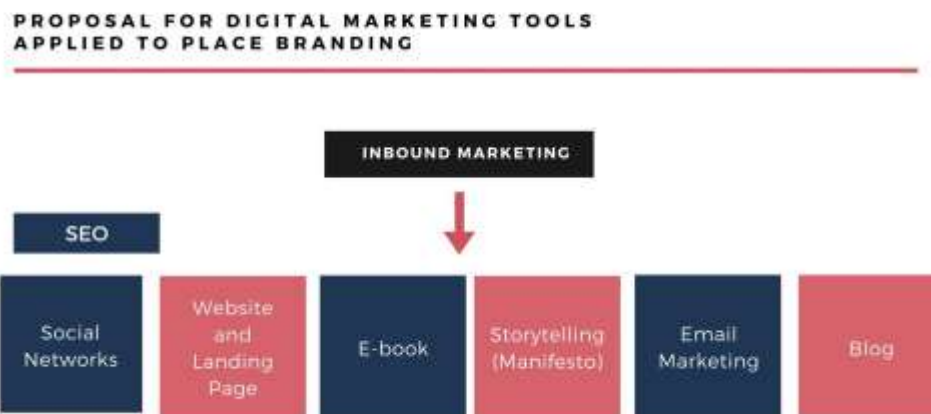 PROPOSAL FOR DIGITAL MARKETING TOOLS
APPLIED TO PLACE BRANDING
INBOUND MARKETING
SEO
Social
Networks
Website
and
Landing
Page
E-book
Storytelling
(Manifesto)
Email
Marketing
Blog